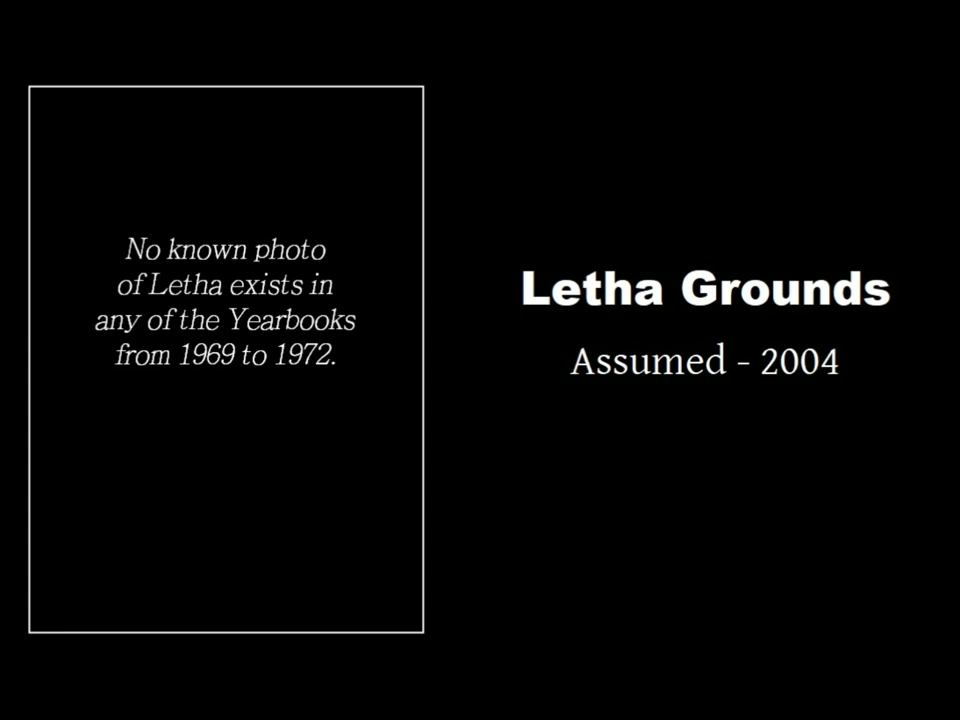 No known photo
of Letha exists in
any of the Yearbooks
from 1969 to 1972.
Letha Grounds
Assumed - 2004